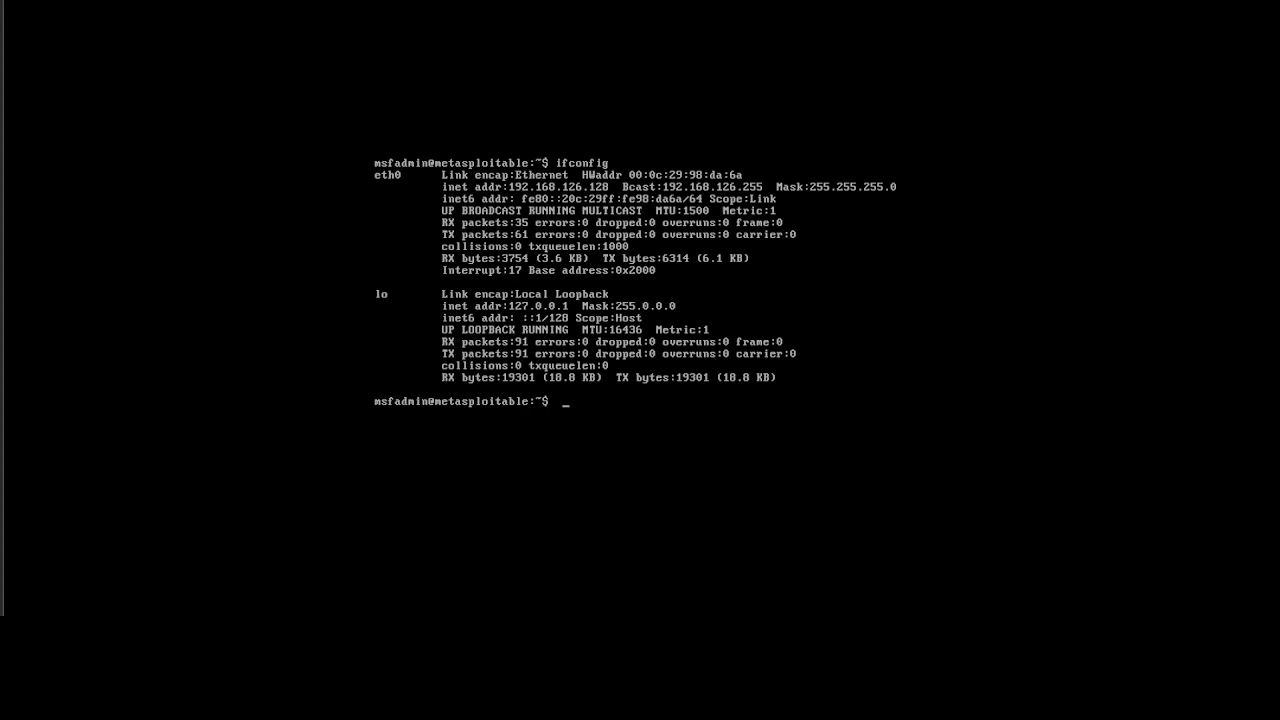 msfadmin@metasploitable:~$ ifconfig
eth0 Link encap:Ethernet HWaddr 00:0c:29:98:da:6a
inet addr:192.168.126.128 Bcast:192.168.126.255 Mask:255.255.255.0
inet6 addr: fe80::20c:29ff:fe98:da6a/64 Scope:Link
UP BROADCAST RUNNING MULTICAST MTU:1500 Metric:1
RX packets:35 errors:0 dropped:0 overruns:0 frame:0
TX packets:61 errors:0 dropped:0 overruns:0 carrier:0
collisions:0 txqueuelen:1000
RX bytes:3754 (3.6 KB) TX bytes:6314 (6.1 KB)
Interrupt:17 Base address:0x2000
lo Link encap:Local Loopback
inet addr:127.0.0.1 Mask:255.0.0.0
inet6 addr: ::1/128 Scope:Host
UP LOOPBACK RUNNING MTU:16436 Metric:1
RX packets:91 errors:0 dropped:0 overruns:0 frame:0
TX packets:91 errors:0 dropped:0 overruns:0 carrier:0
collisions:0 txqueuelen:0
RX bytes:19301 (18.8 KB) TX bytes:19301 (18.8 KB)
msfadmin@metasploitable:~$ _